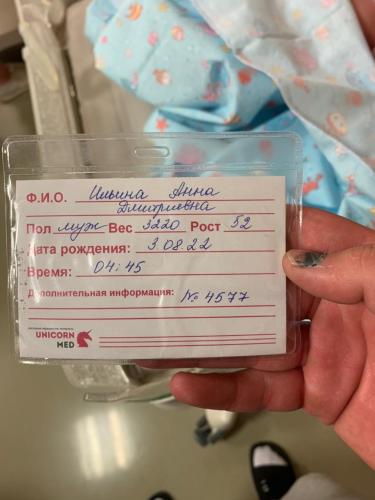 Ф.И.О. Ильина Анна
Дмитриевна
Пол муж Вес 3220 Рост 52
Дата рождения: 3.08.22
Время: 04:45
Дополнительная информация: № 4577
UNICORN
MED